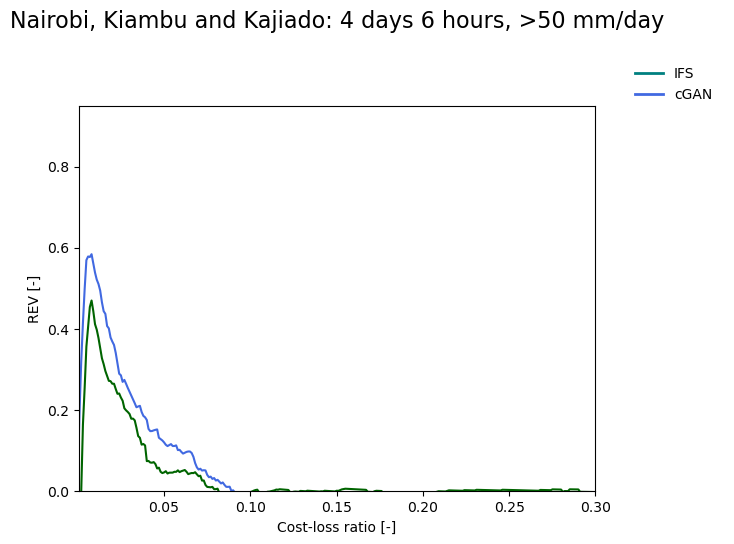 Nairobi, Kiambu and Kajiado: 4 days 6 hours, >50 mm/day
IFS
cGAN
0.8
0.6
0.4
0.2
0.0
REV [-]
0.05 0.10 0.15 0.20 0.25 0.30
Cost-loss ratio [-]